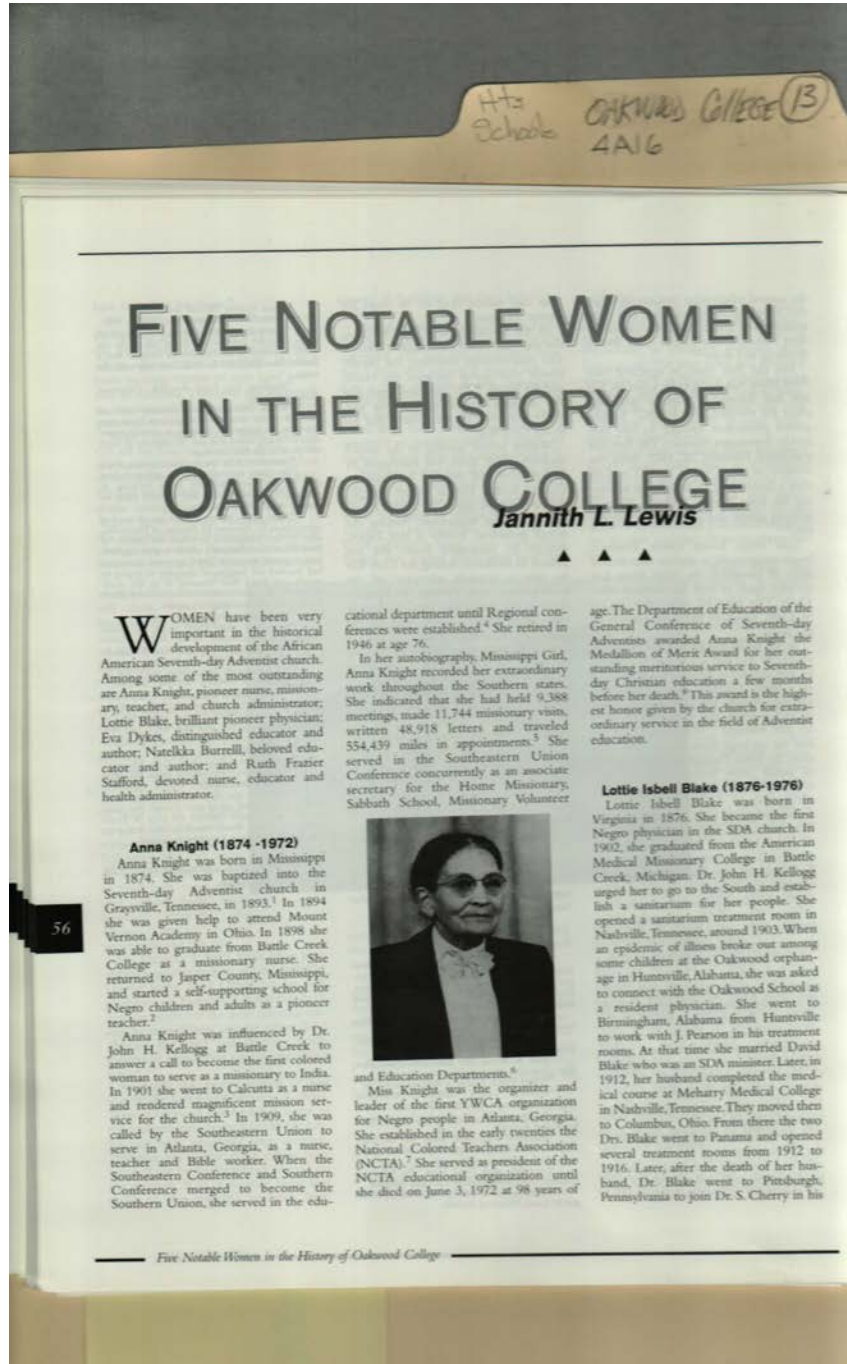 Hts
Schools
OAKWOOD College 13
4A16
FIVE NOTABLE WOMEN
IN THE HISTORY OF
OAKWOOD COLLEGE
Jannith L. Lewis
▲ ▲ ▲
WOMEN have been very
important in the historical
development of the African
American Seventh-day Adventist church.
Among some of the most outstanding
are Anna Knight, pioneer nurse, mission-
ary, teacher, and church administrator;
Lottie Blake, brilliant pioneer physician;
Eva Dykes, distinguished educator and
author; Natelkka Burrelll, beloved edu-
cator and author; and Ruth Frazier
Stafford, devoted nurse, educator and
health administrator.
Anna Knight (1874 -1972)
Anna Knight was born in Mississippi
in 1874. She was baptized into the
Seventh-day Adventist church in
Graysville, Tennessee, in 1893.1 In 1894
she was given help to attend Mount
Vernon Academy in Ohio. In 1898 she
was able to graduate from Battle Creek
College as a missionary nurse. She
returned to Jasper County, Mississippi,
and started a self-supporting school for
Negro children and adults as a pioneer
teacher.2
Anna Knight was influenced by Dr.
John H. Kellogg at Battle Creek to
answer a call to become the first colored
woman to serve as a missionary to India.
In 1901 she went to Calcutta as a nurse
and rendered magnificent mission ser-
vice for the church.3 In 1909, she was
called by the Southeastern Union to
serve in Atlanta, Georgia, as a nurse,
teacher and Bible worker. When the
Southeastern Conference and Southern
Conference merged to become the
Southern Union, she served in the edu-
cational department until Regional con-
ferences were established.4 She retired in
1946 at age 76.
In her autobiography, Mississippi Girl,
Anna Knight recorded her extraordinary
work throughout the Southern states.
She indicated that she had held 9,388
meetings, made 11,744 missionary visits,
written 48,918 letters and traveled
554,439 miles in appointments.5 She
served in the Southeastern Union
Conference concurrently as an associate
secretary for the Home Missionary,
Sabbath School, Missionary Volunteer
and Education Departments.6
Miss Knight was the organizer and
leader of the first YWCA organization
for Negro people in Atlanta, Georgia.
She established in the early twenties the
National Colored Teachers Association
(NCTA).7 She served as president of the
NCTA educational organization until
she died on June 3, 1972 at 98 years of
age. The Department of Education of the
General Conference of Seventh-day
Adventists awarded Anna Knight the
Medallion of Merit Award for her out-
standing meritorious service to Seventh-
day Christian education a few months
before her death.8 This award is the high-
est honor given by the church for extra-
ordinary service in the field of Adventist
education.
Lottie Isbell Blake (1876-1976)
Lottie Isbell Blake was born in
Virginia in 1876. She became the first
Negro physician in the SDA church. In
1902, she graduated from the American
Medical Missionary College in Battle
Creek, Michigan. Dr. John H. Kellogg
urged her to go to the South and estab-
lish a sanitarium for her people. She
opened a sanitarium treatment room in
Nashville, Tennessee, around 1903. When
an epidemic of illness broke out among
some children at the Oakwood orphan-
age in Huntsville, Alabama, she was asked
to connect with the Oakwood School as
a resident physician. She went to
Birmingham, Alabama from Huntsville
to work with J. Pearson in his treatment
rooms. At that time she married David
Blake who was an SDA minister. Later, in
1912, her husband completed the med-
ical course at Meharry Medical College
in Nashville, Tennessee. They moved then
to Columbus, Ohio. From there the two
Drs. Blake went to Panama and opened
several treatment rooms from 1912 to
1916. Later, after the death of her hus-
band, Dr. Blake went to Pittsburgh,
Pennsylvania to join Dr. S. Cherry in his
56
Five Notable Women in the History of Oakwood College